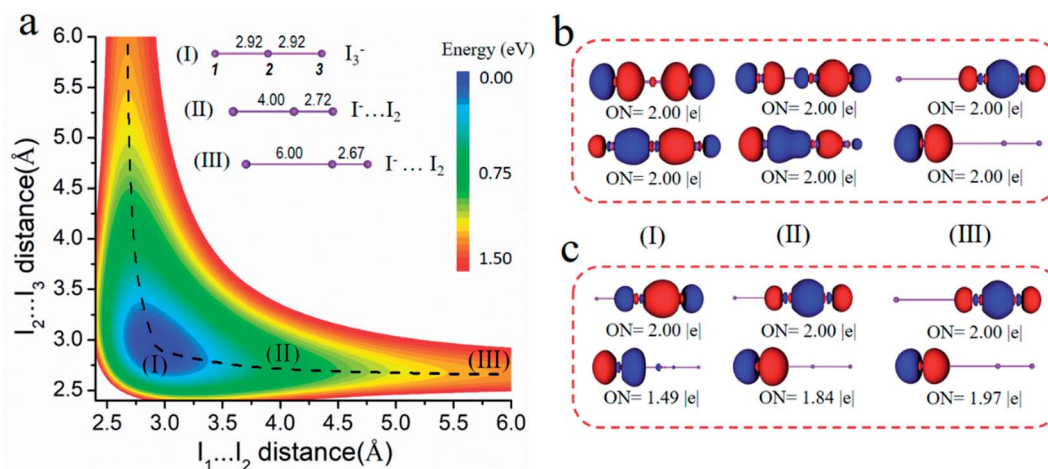 a
6.0
5.5
5.0
4.5
4.0
3.5
3.0
2.5
2.5 3.0 3.5 4.0 4.5 5.0 5.5 6.0
I₂...I₃ distance(Å)
I₁...I₂ distance(Å)
(I) 2.92 2.92 I₃⁻
1 2 3
(II) 4.00 2.72 I⁻...I₂
(III) 6.00 2.67 I⁻ ... I₂
Energy (eV)
0.00
0.75
1.50
(I) (II) (III)
b
ON= 2.00 |e| ON= 2.00 |e| ON= 2.00 |e|
ON= 2.00 |e| ON= 2.00 |e| ON= 2.00 |e|
(I) (II) (III)
c
ON= 2.00 |e| ON= 2.00 |e| ON= 2.00 |e|
ON= 1.49 |e| ON= 1.84 |e| ON= 1.97 |e|